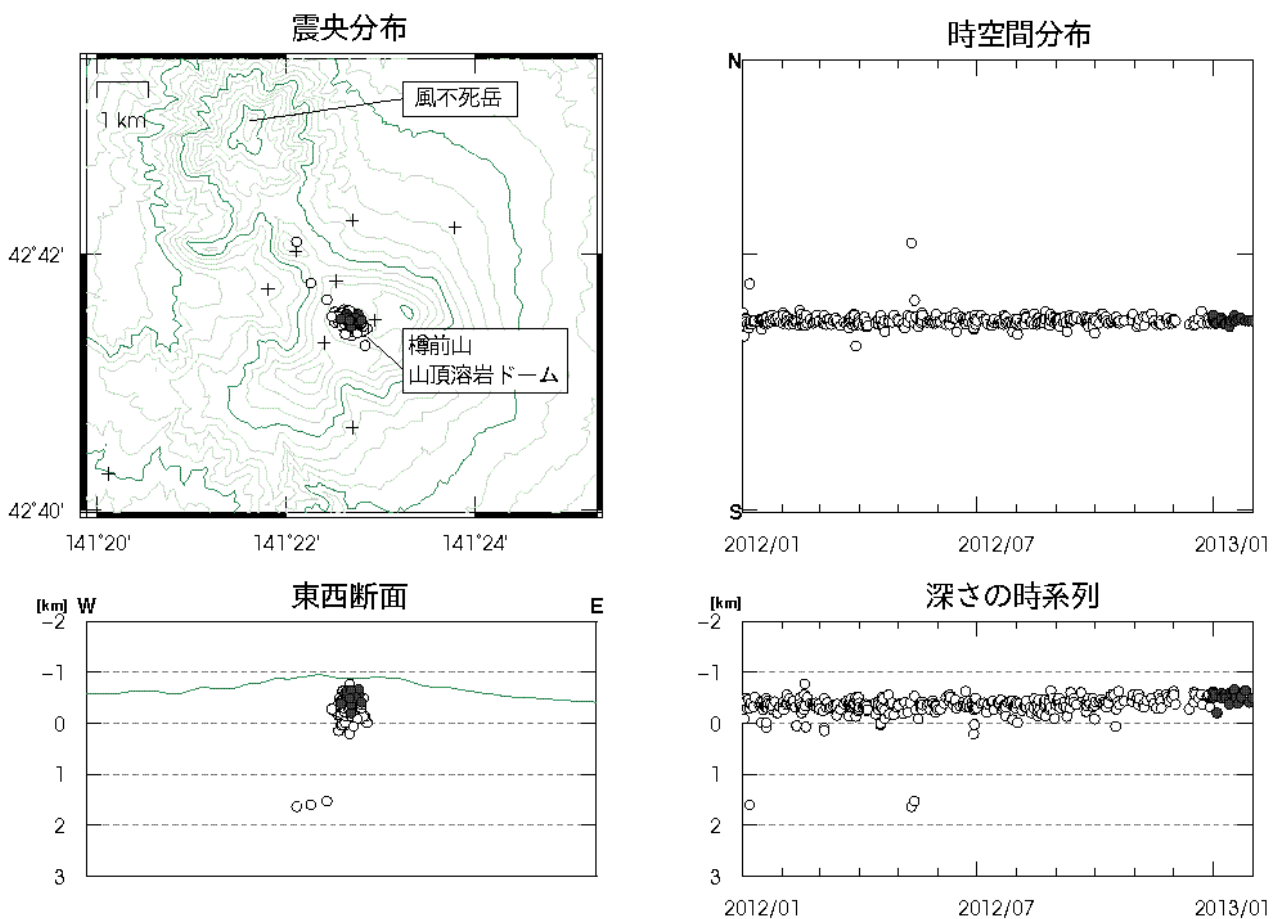 震央分布
時空間分布
1 km
風不死岳
樽前山
山頂溶岩ドーム
42°42'
42°40'
141°20'
141°22'
141°24'
N
S
2012/01
2012/07
2013/01
東西断面
[km]
W
E
-2
-1
0
1
2
3
深さの時系列
[km]
-2
-1
0
1
2
3
2012/01
2012/07
2013/01